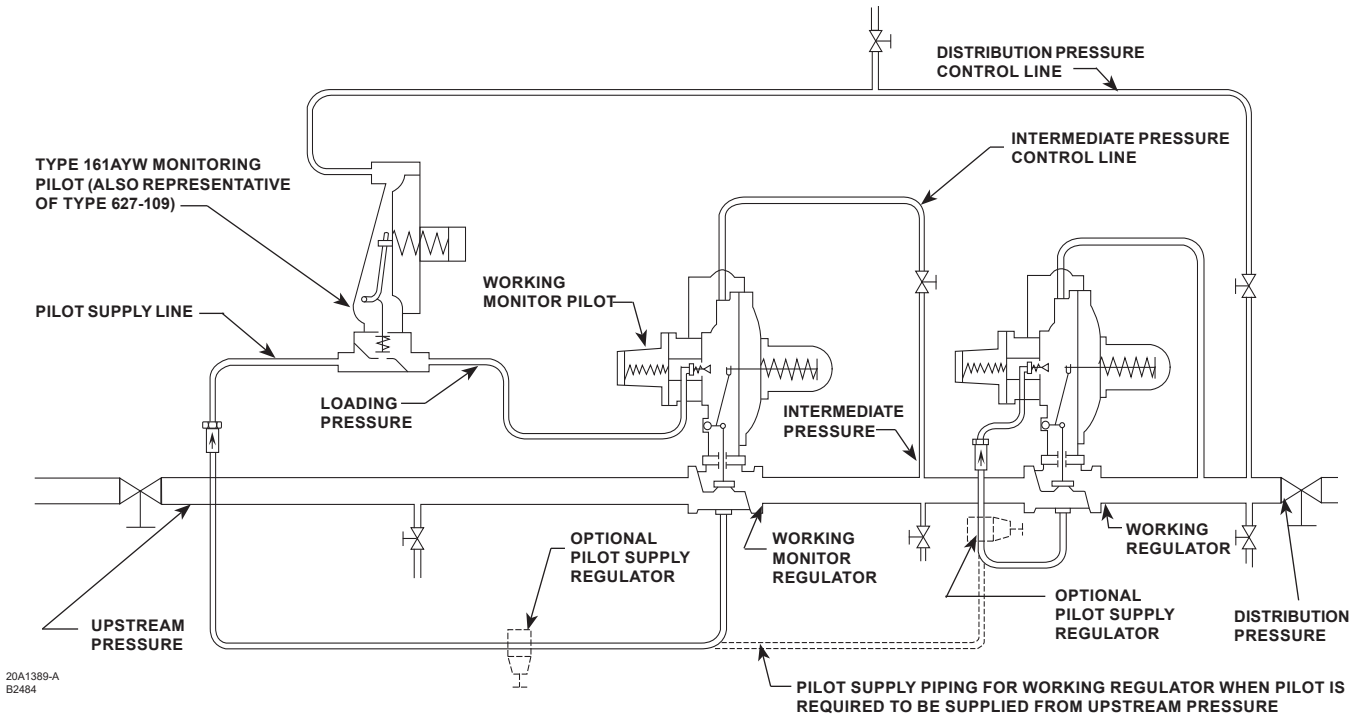 DISTRIBUTION PRESSURE
CONTROL LINE
INTERMEDIATE PRESSURE
CONTROL LINE
TYPE 161AYW MONITORING
PILOT (ALSO REPRESENTATIVE
OF TYPE 627-109)
WORKING
MONITOR PILOT
PILOT SUPPLY LINE
LOADING
PRESSURE
INTERMEDIATE
PRESSURE
OPTIONAL
PILOT SUPPLY
REGULATOR
WORKING
MONITOR
REGULATOR
WORKING
REGULATOR
OPTIONAL
PILOT SUPPLY
REGULATOR
DISTRIBUTION
PRESSURE
UPSTREAM
PRESSURE
20A1389-A
B2484
PILOT SUPPLY PIPING FOR WORKING REGULATOR WHEN PILOT IS
REQUIRED TO BE SUPPLIED FROM UPSTREAM PRESSURE